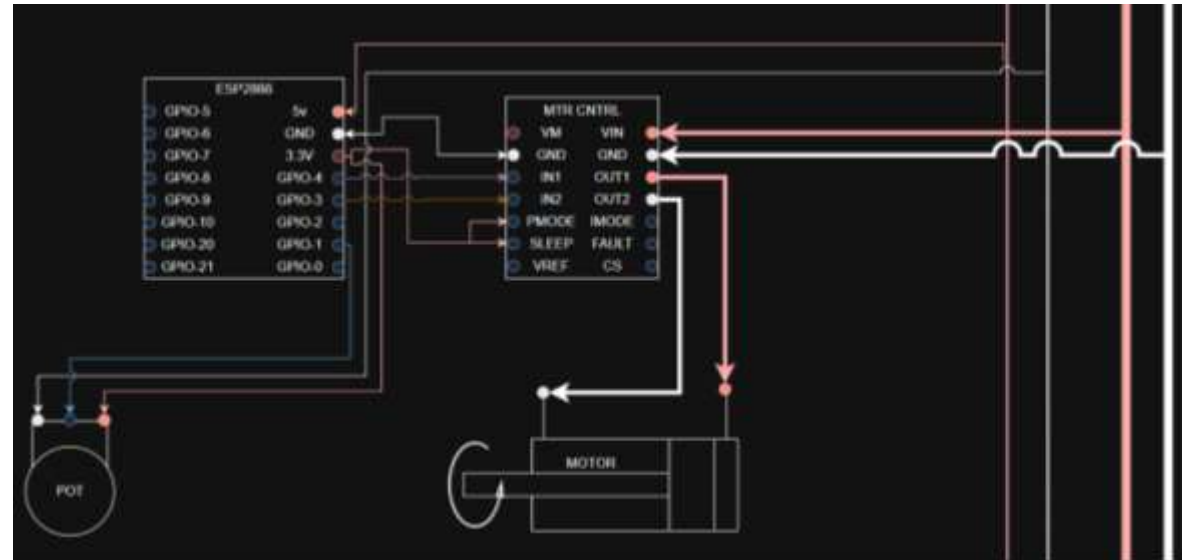 ESP2866
GPIO-5 5v
GPIO-6 GND
GPIO-7 3.3V
GPIO-8 GPIO-4
GPIO-9 GPIO-3
GPIO-10 GPIO-2
GPIO-20 GPIO-1
GPIO-21 GPIO-0
MTR CNTRL
VM VIN
GND GND
IN1 OUT1
IN2 OUT2
PMODE IMODE
SLEEP FAULT
VREF CS
MOTOR
POT